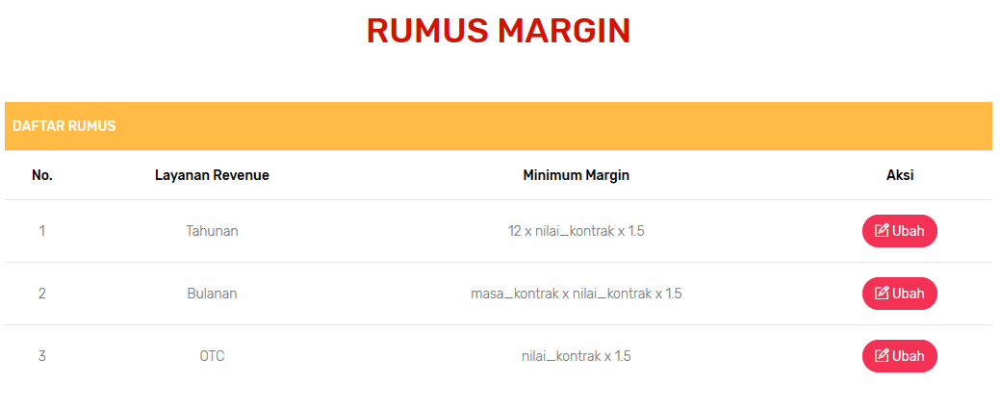 RUMUS MARGIN
DAFTAR RUMUS
No. Layanan Revenue Minimum Margin Aksi
1 Tahunan 12 x nilai_kontrak x 1.5 Ubah
2 Bulanan masa_kontrak x nilai_kontrak x 1.5 Ubah
3 OTC nilai_kontrak x 1.5 Ubah